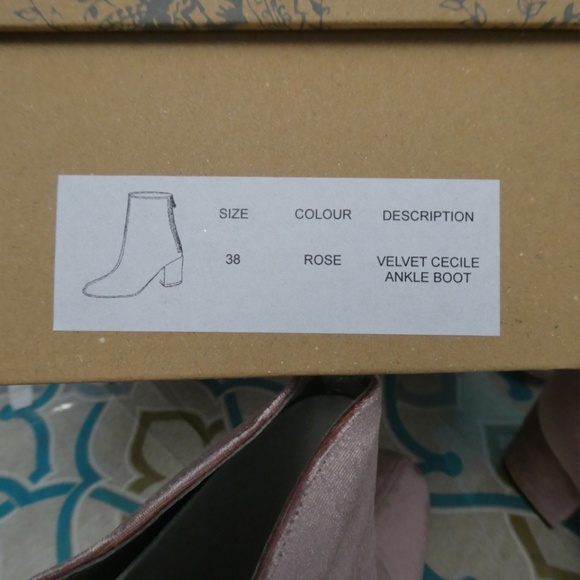 SIZE COLOUR DESCRIPTION
38 ROSE VELVET CECILE
ANKLE BOOT